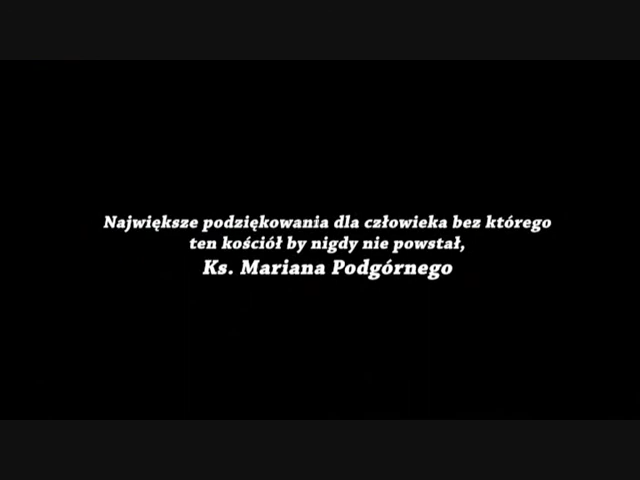 Największe podziękowania dla człowieka bez którego
ten kościół by nigdy nie powstał,
Ks. Mariana Podgórnego